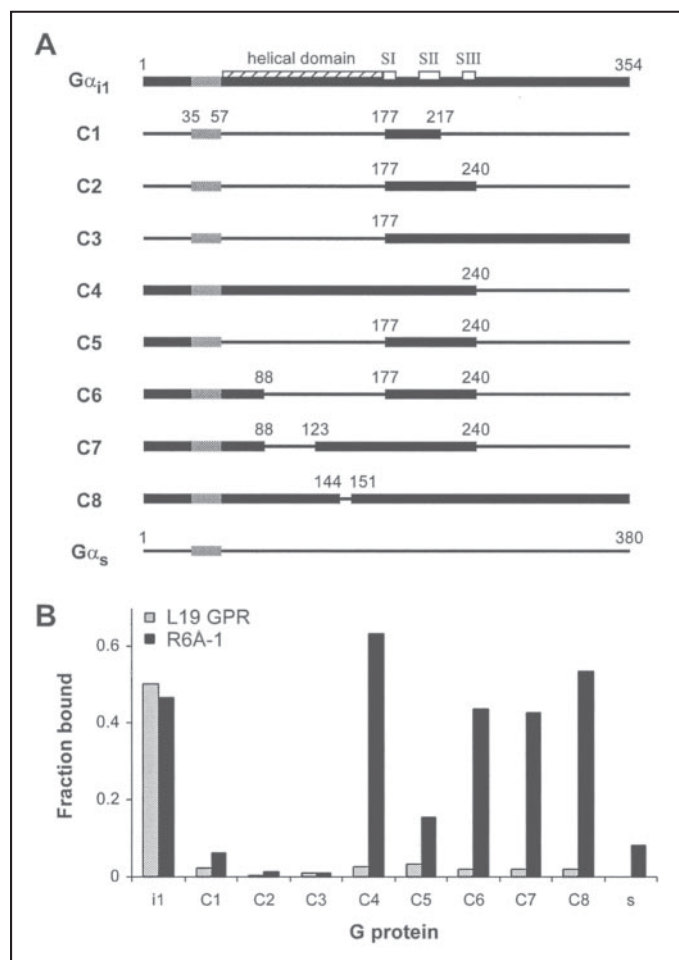 A
1 helical domain SI SII SIII 354
Gαi1
35 57 177 217
C1
177 240
C2
177
C3
240
C4
177 240
C5
88 177 240
C6
88 123 240
C7
144 151
C8
1 380
Gαs
B
L19 GPR
R6A-1
0.6
0.4
0.2
0
Fraction bound
i1 C1 C2 C3 C4 C5 C6 C7 C8 s
G protein